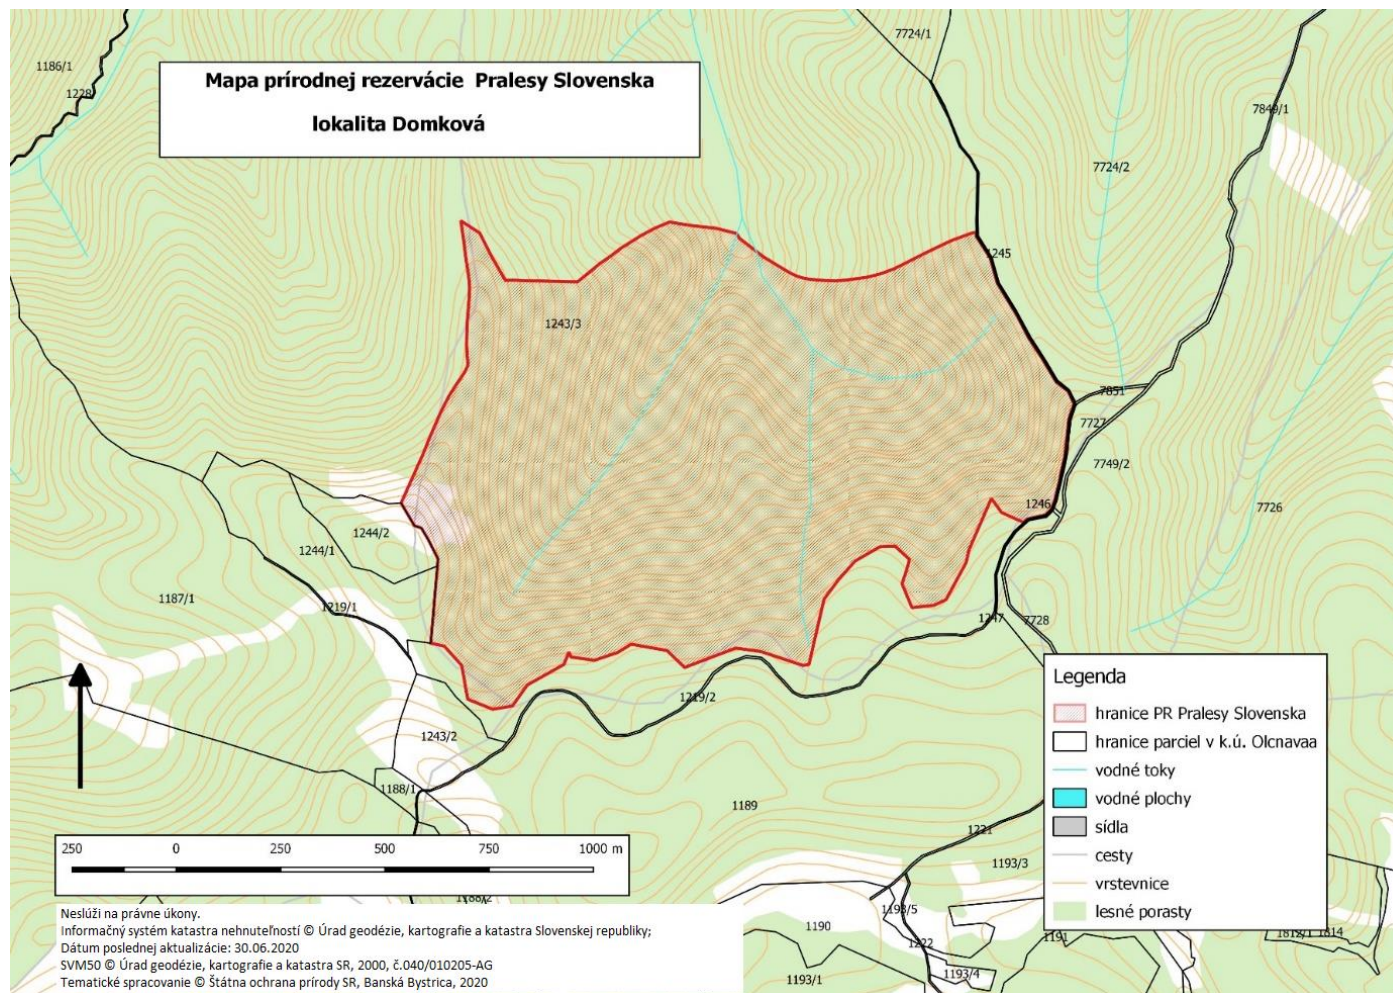 7724/1
1186/1
1228
Mapa prírodnej rezervácie Pralesy Slovenska
lokalita Domková
7849/1
7724/2
1245
1243/3
7851
7727
7749/2
1246
7726
1244/2
1244/1
1187/1
1219/1
1247
7728
1219/2
1243/2
1188/1
1189
1221
1193/3
1188/2
1193/5
1190
1222
1191
1812/1
1814
1193/4
1193/1
Legenda
hranice PR Pralesy Slovenska
hranice parciel v k.ú. Olcnavaa
vodné toky
vodné plochy
sídla
cesty
vrstevnice
lesné porasty
250 0 250 500 750 1000 m
Neslúži na právne úkony.
Informačný systém katastra nehnuteľností © Úrad geodézie, kartografie a katastra Slovenskej republiky;
Dátum poslednej aktualizácie: 30.06.2020
SVM50 © Úrad geodézie, kartografie a katastra SR, 2000, č.040/010205-AG
Tematické spracovanie © Štátna ochrana prírody SR, Banská Bystrica, 2020